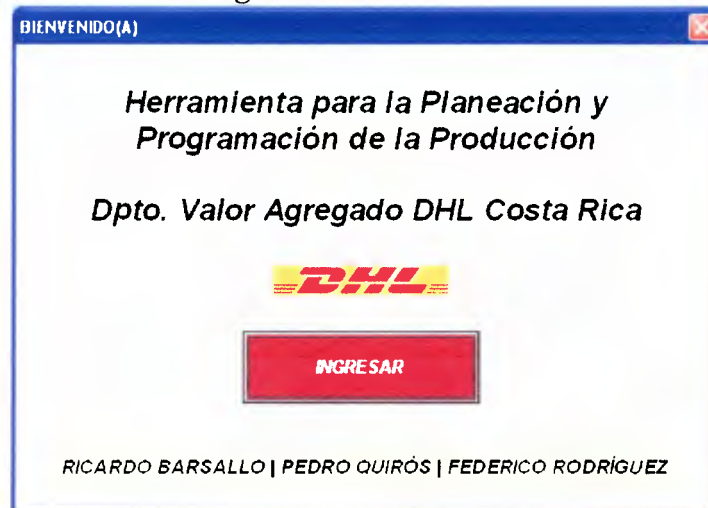 BIENVENIDO(A)
Herramienta para la Planeación y
Programación de la Producción
Dpto. Valor Agregado DHL Costa Rica
DHL
INGRESAR
RICARDO BARSALLO | PEDRO QUIRÓS | FEDERICO RODRÍGUEZ